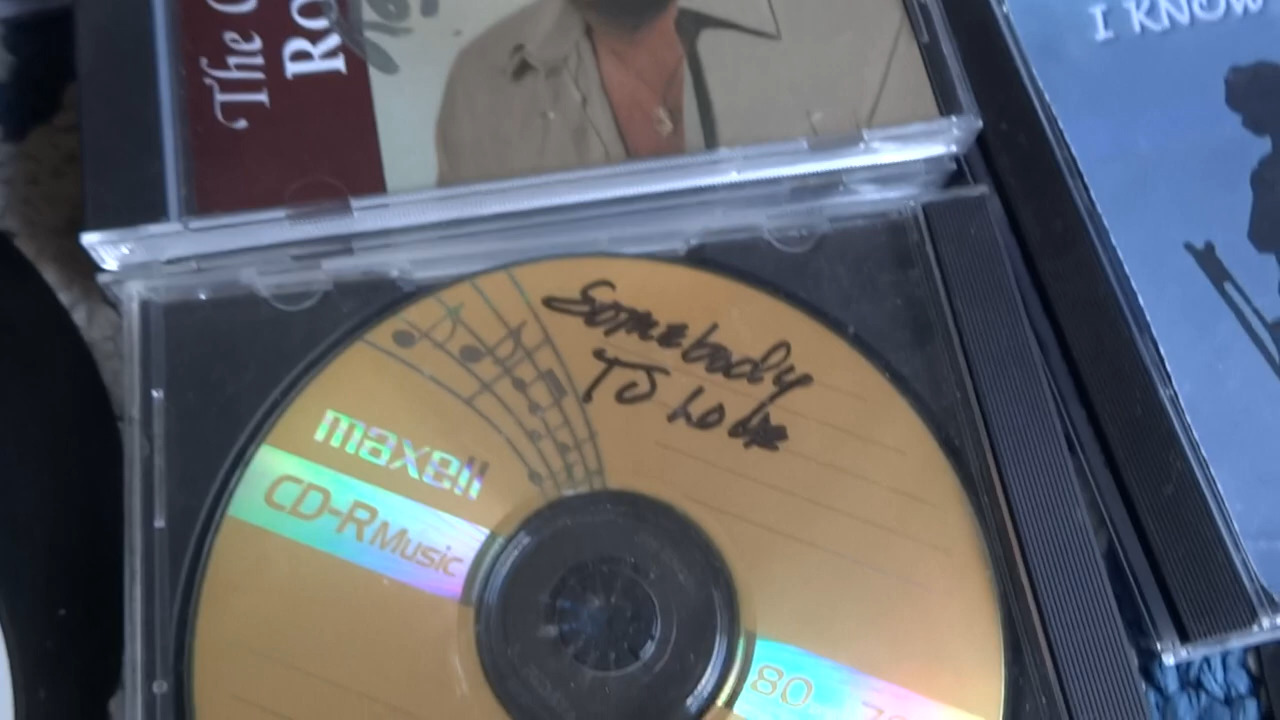 The
Ro
I KNOW
Somebody
To Love
maxell
CD-R Music
80